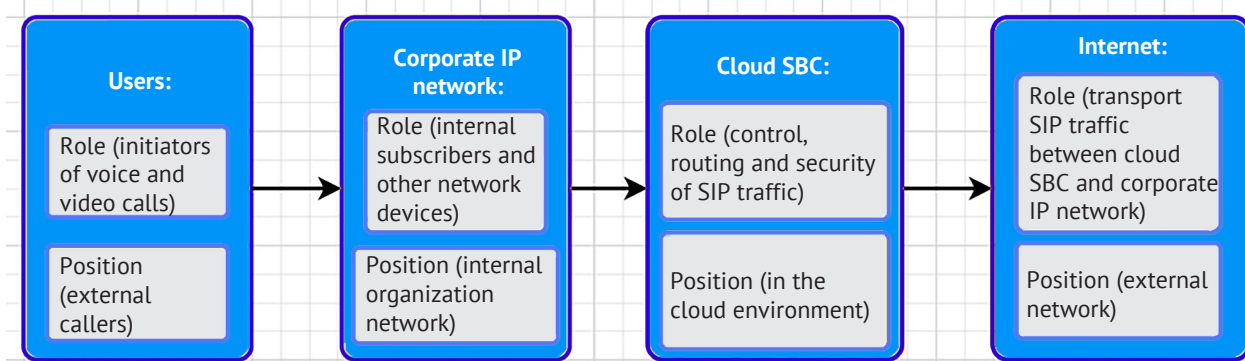 Users:
Role (initiators
of voice and
video calls)
Position
(external
callers)
Corporate IP
network:
Role (internal
subscribers and
other network
devices)
Position (internal
organization
network)
Cloud SBC:
Role (control,
routing and security
of SIP traffic)
Position (in the
cloud environment)
Internet:
Role (transport
SIP traffic
between cloud
SBC and corporate
IP network)
Position (external
network)